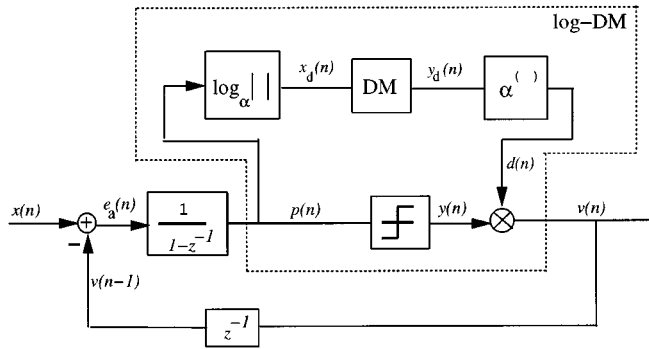 log–DM
log_α | |
x_d(n)
DM
y_d(n)
α^( )
d(n)
x(n)
+
e_a(n)
1
1–z^–1
p(n)
y(n)
v(n)
–
v(n–1)
z^–1